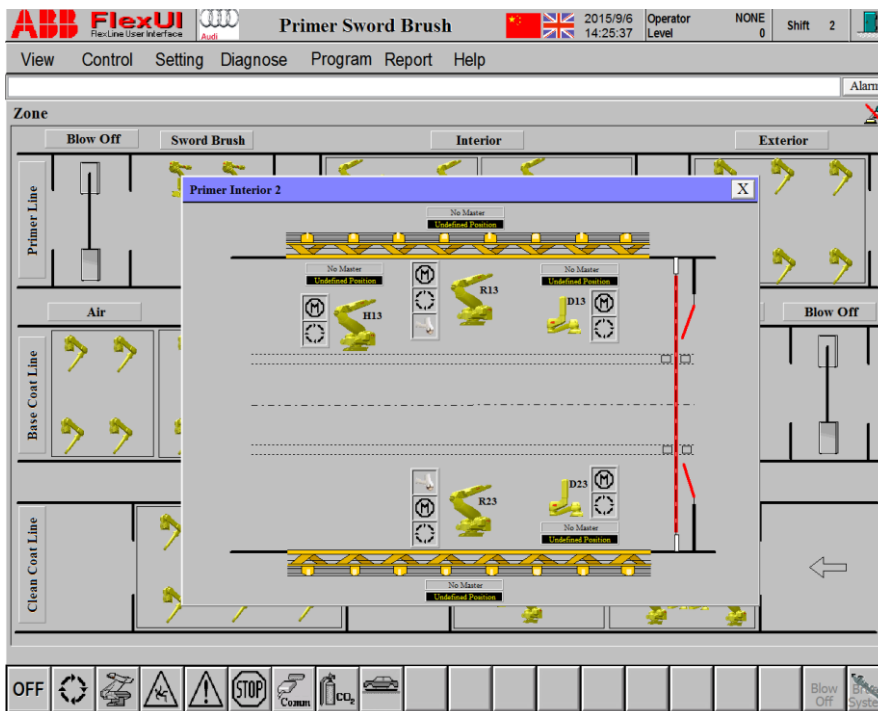 ABB FlexUI
FlexLine User Interface
Audi
Primer Sword Brush
2015/9/6
14:25:37
Operator NONE
Level 0
Shift 2
View Control Setting Diagnose Program Report Help
Alarm
Zone
Blow Off Sword Brush Interior Exterior
Primer Line
Primer Interior 2 X
No Master
Undefined Position
No Master
Undefined Position
No Master
Undefined Position
M
H13
M
R13
D13
M
Air
Blow Off
Base Coat Line
M
R23
D23
M
No Master
Undefined Position
No Master
Undefined Position
Clean Coat Line
OFF
STOP
Comm
CO2
Blow
Off